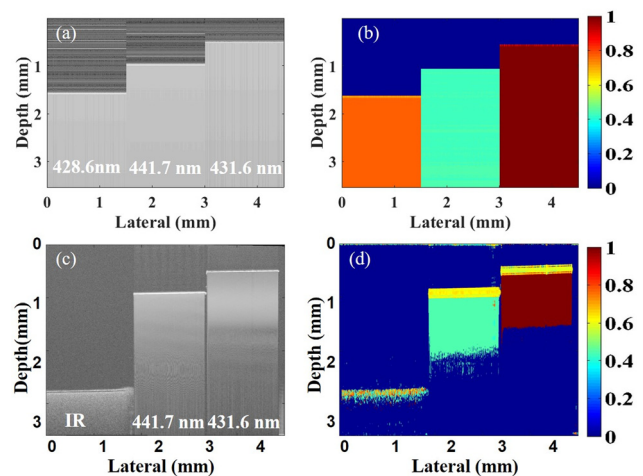 (a)
Depth (mm)
1
2
3
428.6nm
441.7 nm
431.6 nm
0
1
2
3
4
Lateral (mm)
(b)
Depth (mm)
1
2
3
0
1
2
3
4
Lateral (mm)
1
0.8
0.6
0.4
0.2
0
(c)
Depth(mm)
0
1
2
3
IR
441.7 nm
431.6 nm
0
1
2
3
4
Lateral (mm)
(d)
Depth (mm)
0
1
2
3
0
1
2
3
4
Lateral (mm)
1
0.8
0.6
0.4
0.2
0